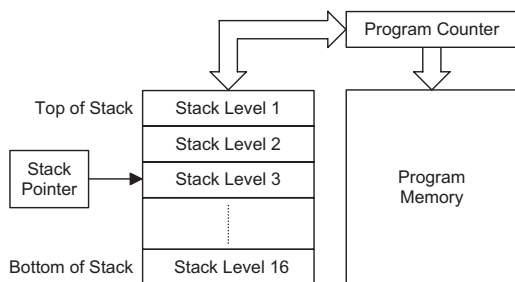 Program Counter
Top of Stack
Stack Level 1
Stack Level 2
Stack
Pointer
Stack Level 3
Program
Memory
Bottom of Stack
Stack Level 16